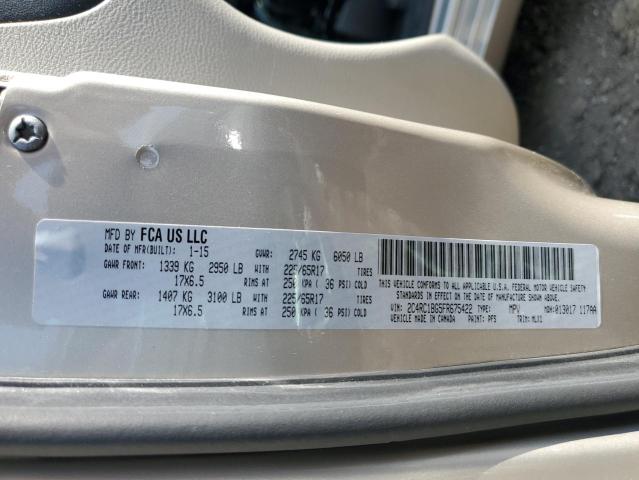 MFD BY FCA US LLC
DATE OF MFR(BUILT): 1-15 GVWR: 2745 KG 6050 LB
GAWR FRONT: 1339 KG 2950 LB WITH 225/65R17 TIRES
17X6.5 RIMS AT 250 KPA ( 36 PSI) COLD
GAWR REAR: 1407 KG 3100 LB WITH 225/65R17 TIRES
17X6.5 RIMS AT 250 KPA ( 36 PSI) COLD
THIS VEHICLE CONFORMS TO ALL APPLICABLE U.S.A. FEDERAL MOTOR VEHICLE SAFETY
STANDARDS IN EFFECT ON THE DATE OF MANUFACTURE SHOWN ABOVE.
VIN: 2C4RC1BG5FR675422 TYPE: MPV MDH:013017 117AA
MADE IN CANADA PAINT: PFS TRIM: MLX1